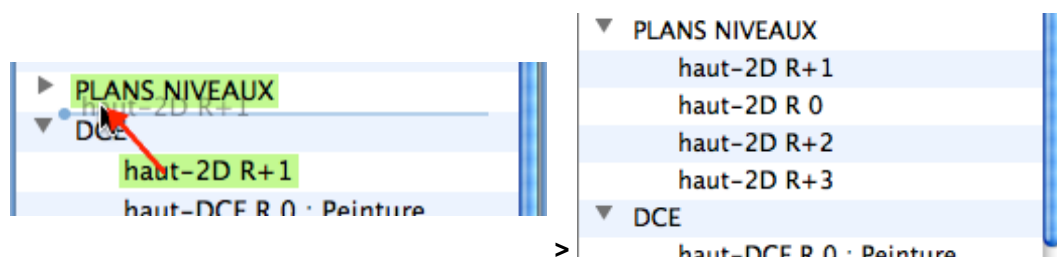 PLANS NIVEAUX
haut-2D R+1
DCE
haut-2D R+1
haut-DCE R 0 : Peinture
>
PLANS NIVEAUX
haut-2D R+1
haut-2D R 0
haut-2D R+2
haut-2D R+3
DCE
haut-DCE R 0 : Peinture